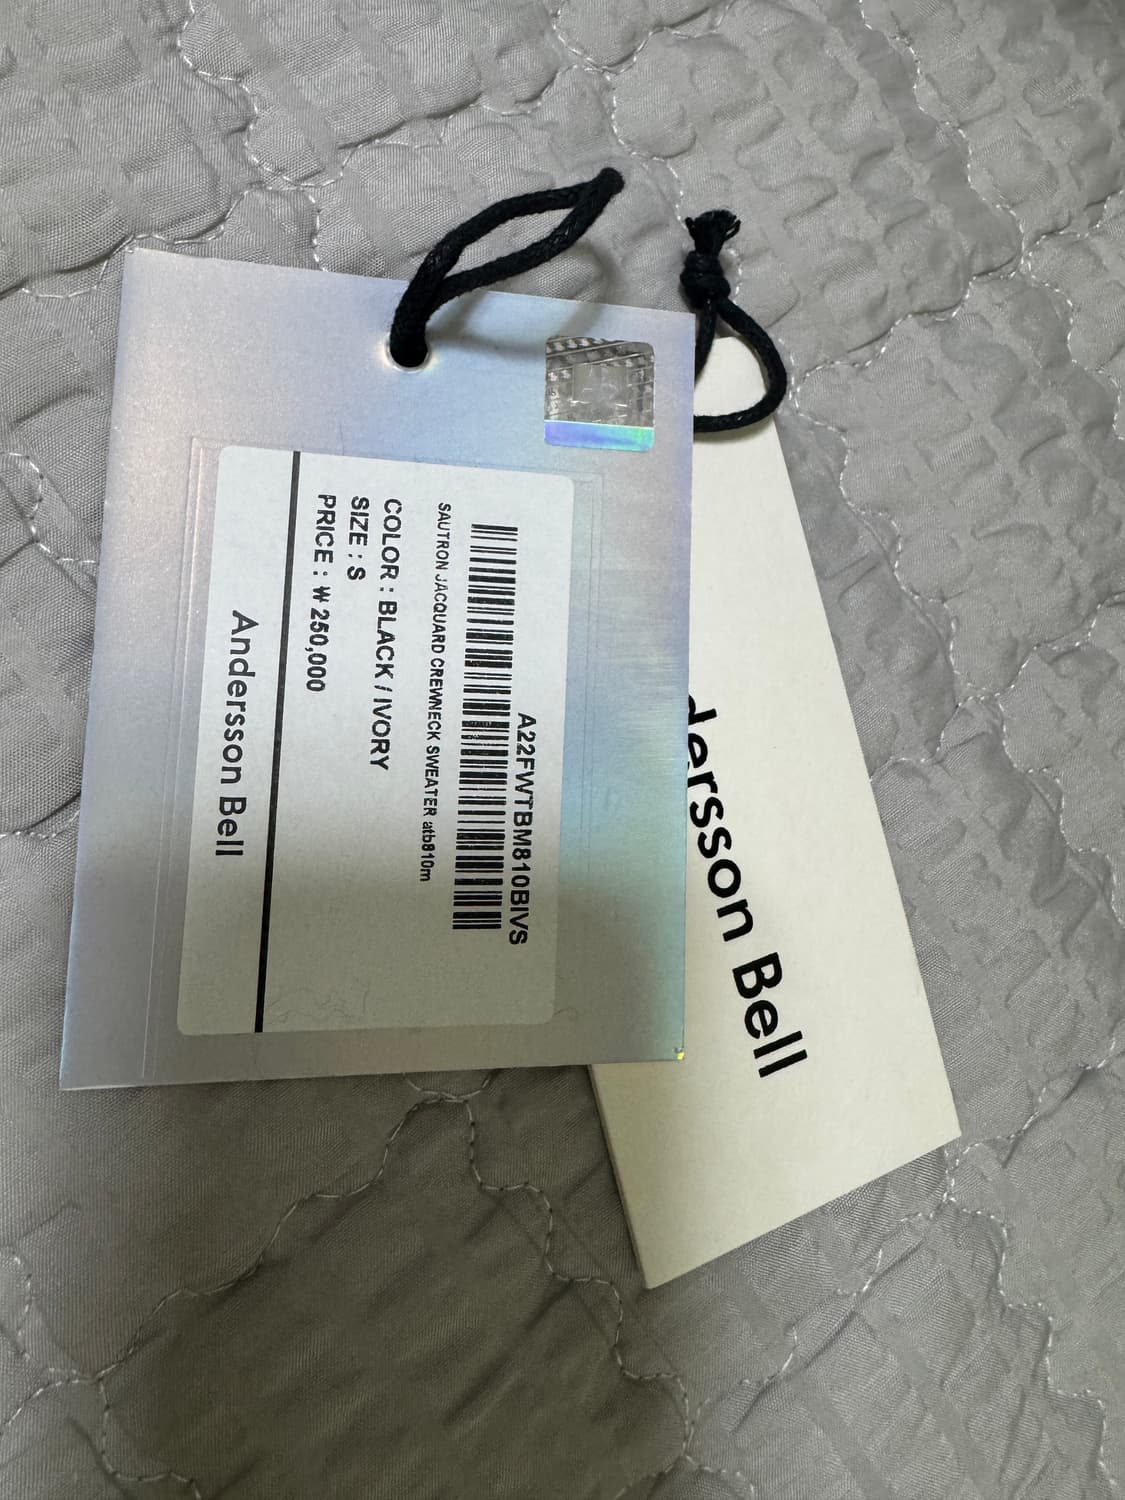 A22FWTBM810BIVS
SAUTRON JACQUARD CREWNECK SWEATER atb810m
COLOR : BLACK / IVORY
SIZE : S
PRICE : ₩ 250,000
Andersson Bell
dersson Bell